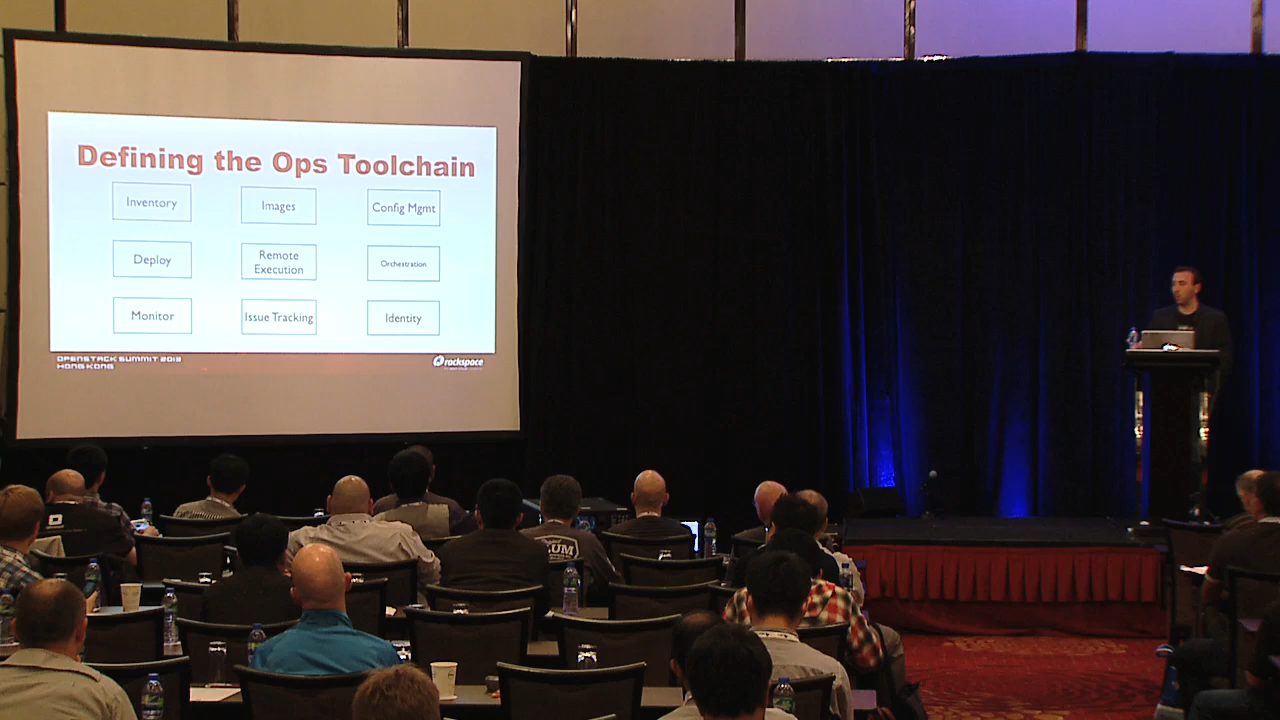 Defining the Ops Toolchain
Inventory
Images
Config Mgmt
Deploy
Remote
Execution
Orchestration
Monitor
Issue Tracking
Identity
OPENSTACK SUMMIT 2013
HONG KONG
rackspace
LUM